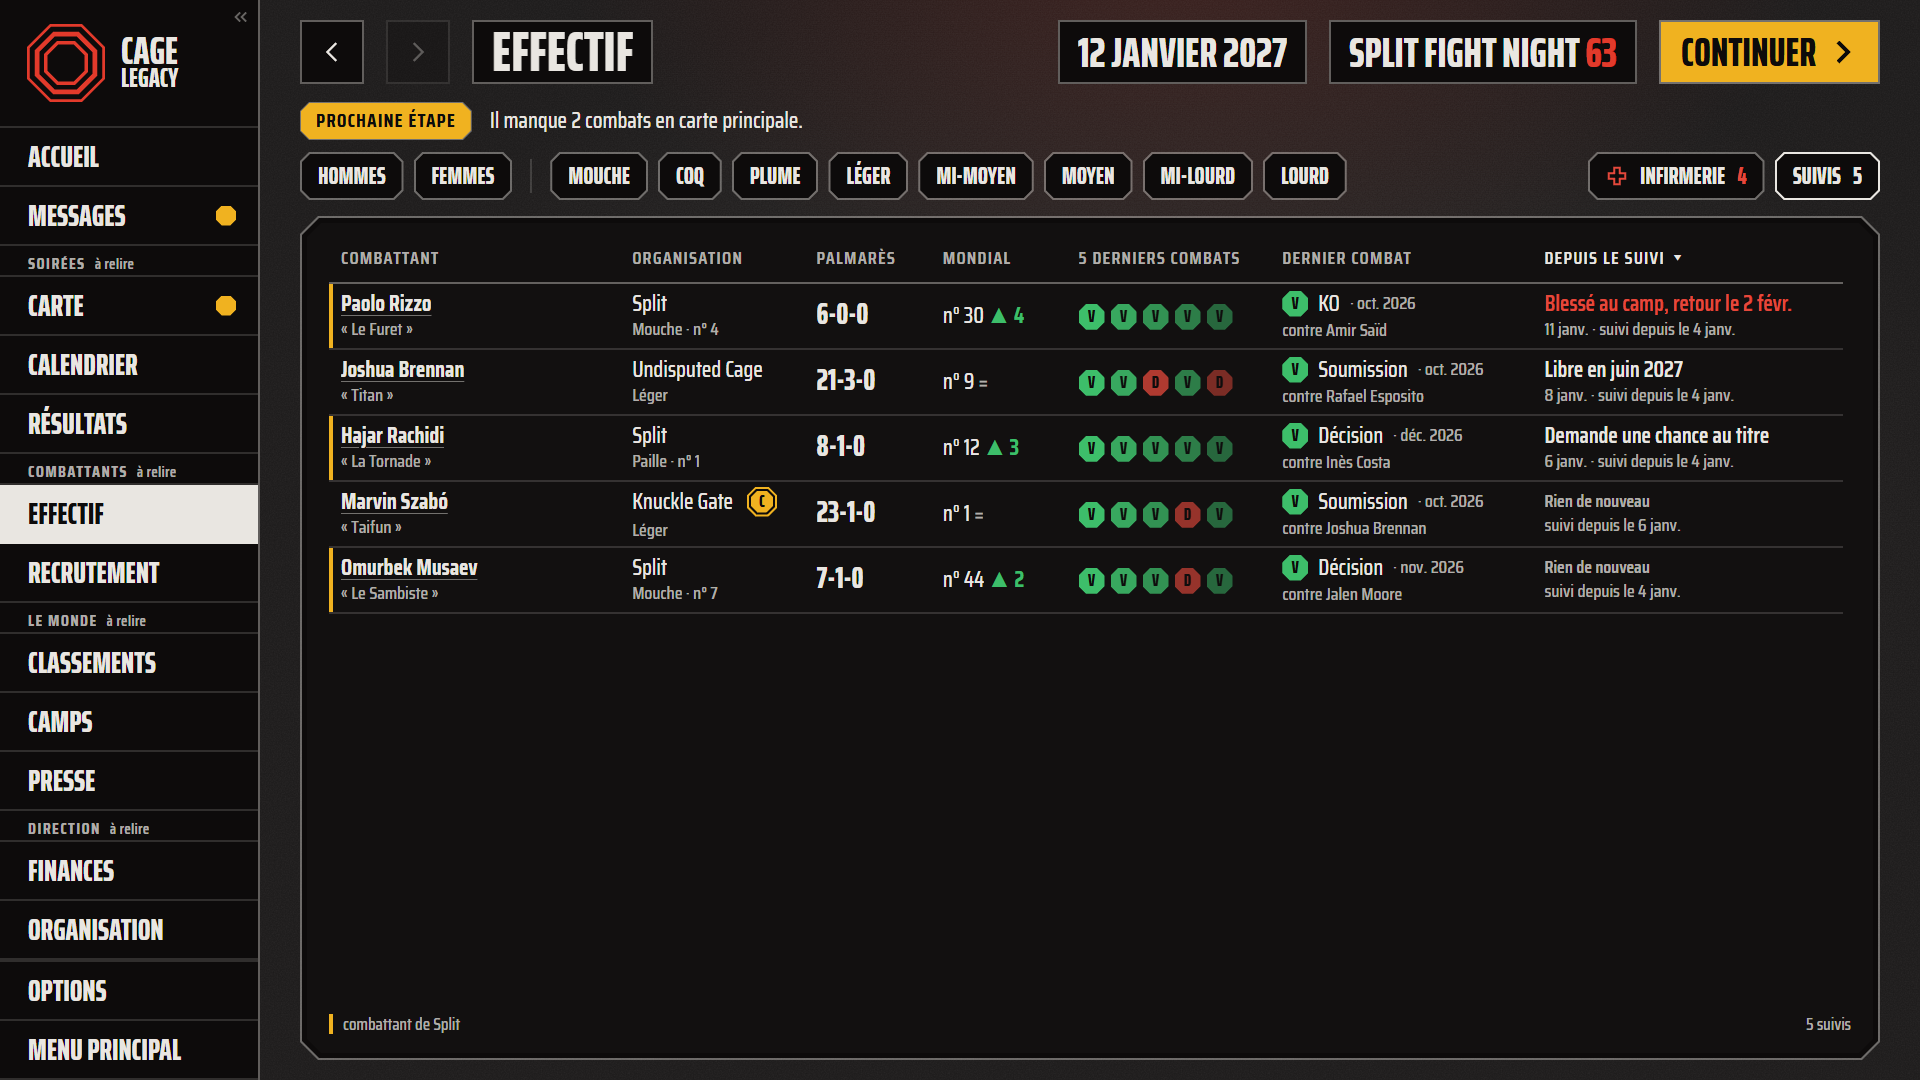 CAGE
LEGACY
ACCUEIL
MESSAGES
SOIRÉES à relire
CARTE
CALENDRIER
RÉSULTATS
COMBATTANTS à relire
EFFECTIF
RECRUTEMENT
LE MONDE à relire
CLASSEMENTS
CAMPS
PRESSE
DIRECTION à relire
FINANCES
ORGANISATION
OPTIONS
MENU PRINCIPAL
EFFECTIF
12 JANVIER 2027
SPLIT FIGHT NIGHT 63
CONTINUER
PROCHAINE ÉTAPE Il manque 2 combats en carte principale.
HOMMES FEMMES MOUCHE COQ PLUME LÉGER MI-MOYEN MOYEN MI-LOURD LOURD INFIRMERIE 4 SUIVIS 5
COMBATTANT ORGANISATION PALMARÈS MONDIAL 5 DERNIERS COMBATS DERNIER COMBAT DEPUIS LE SUIVI ▼
Paolo Rizzo Split 6-0-0 n° 30 ▲ 4 V V V V V V KO · oct. 2026 Blessé au camp, retour le 2 févr.
« Le Furet » Mouche · n° 4 contre Amir Saïd 11 janv. · suivi depuis le 4 janv.
Joshua Brennan Undisputed Cage 21-3-0 n° 9 = V V D V D V Soumission · oct. 2026 Libre en juin 2027
« Titan » Léger contre Rafael Esposito 8 janv. · suivi depuis le 4 janv.
Hajar Rachidi Split 8-1-0 n° 12 ▲ 3 V V V V V V Décision · déc. 2026 Demande une chance au titre
« La Tornade » Paille · n° 1 contre Inès Costa 6 janv. · suivi depuis le 4 janv.
Marvin Szabó Knuckle Gate C 23-1-0 n° 1 = V V V D V V Soumission · oct. 2026 Rien de nouveau
« Taifun » Léger contre Joshua Brennan suivi depuis le 6 janv.
Omurbek Musaev Split 7-1-0 n° 44 ▲ 2 V V V D V V Décision · nov. 2026 Rien de nouveau
« Le Sambiste » Mouche · n° 7 contre Jalen Moore suivi depuis le 4 janv.
combattant de Split 5 suivis